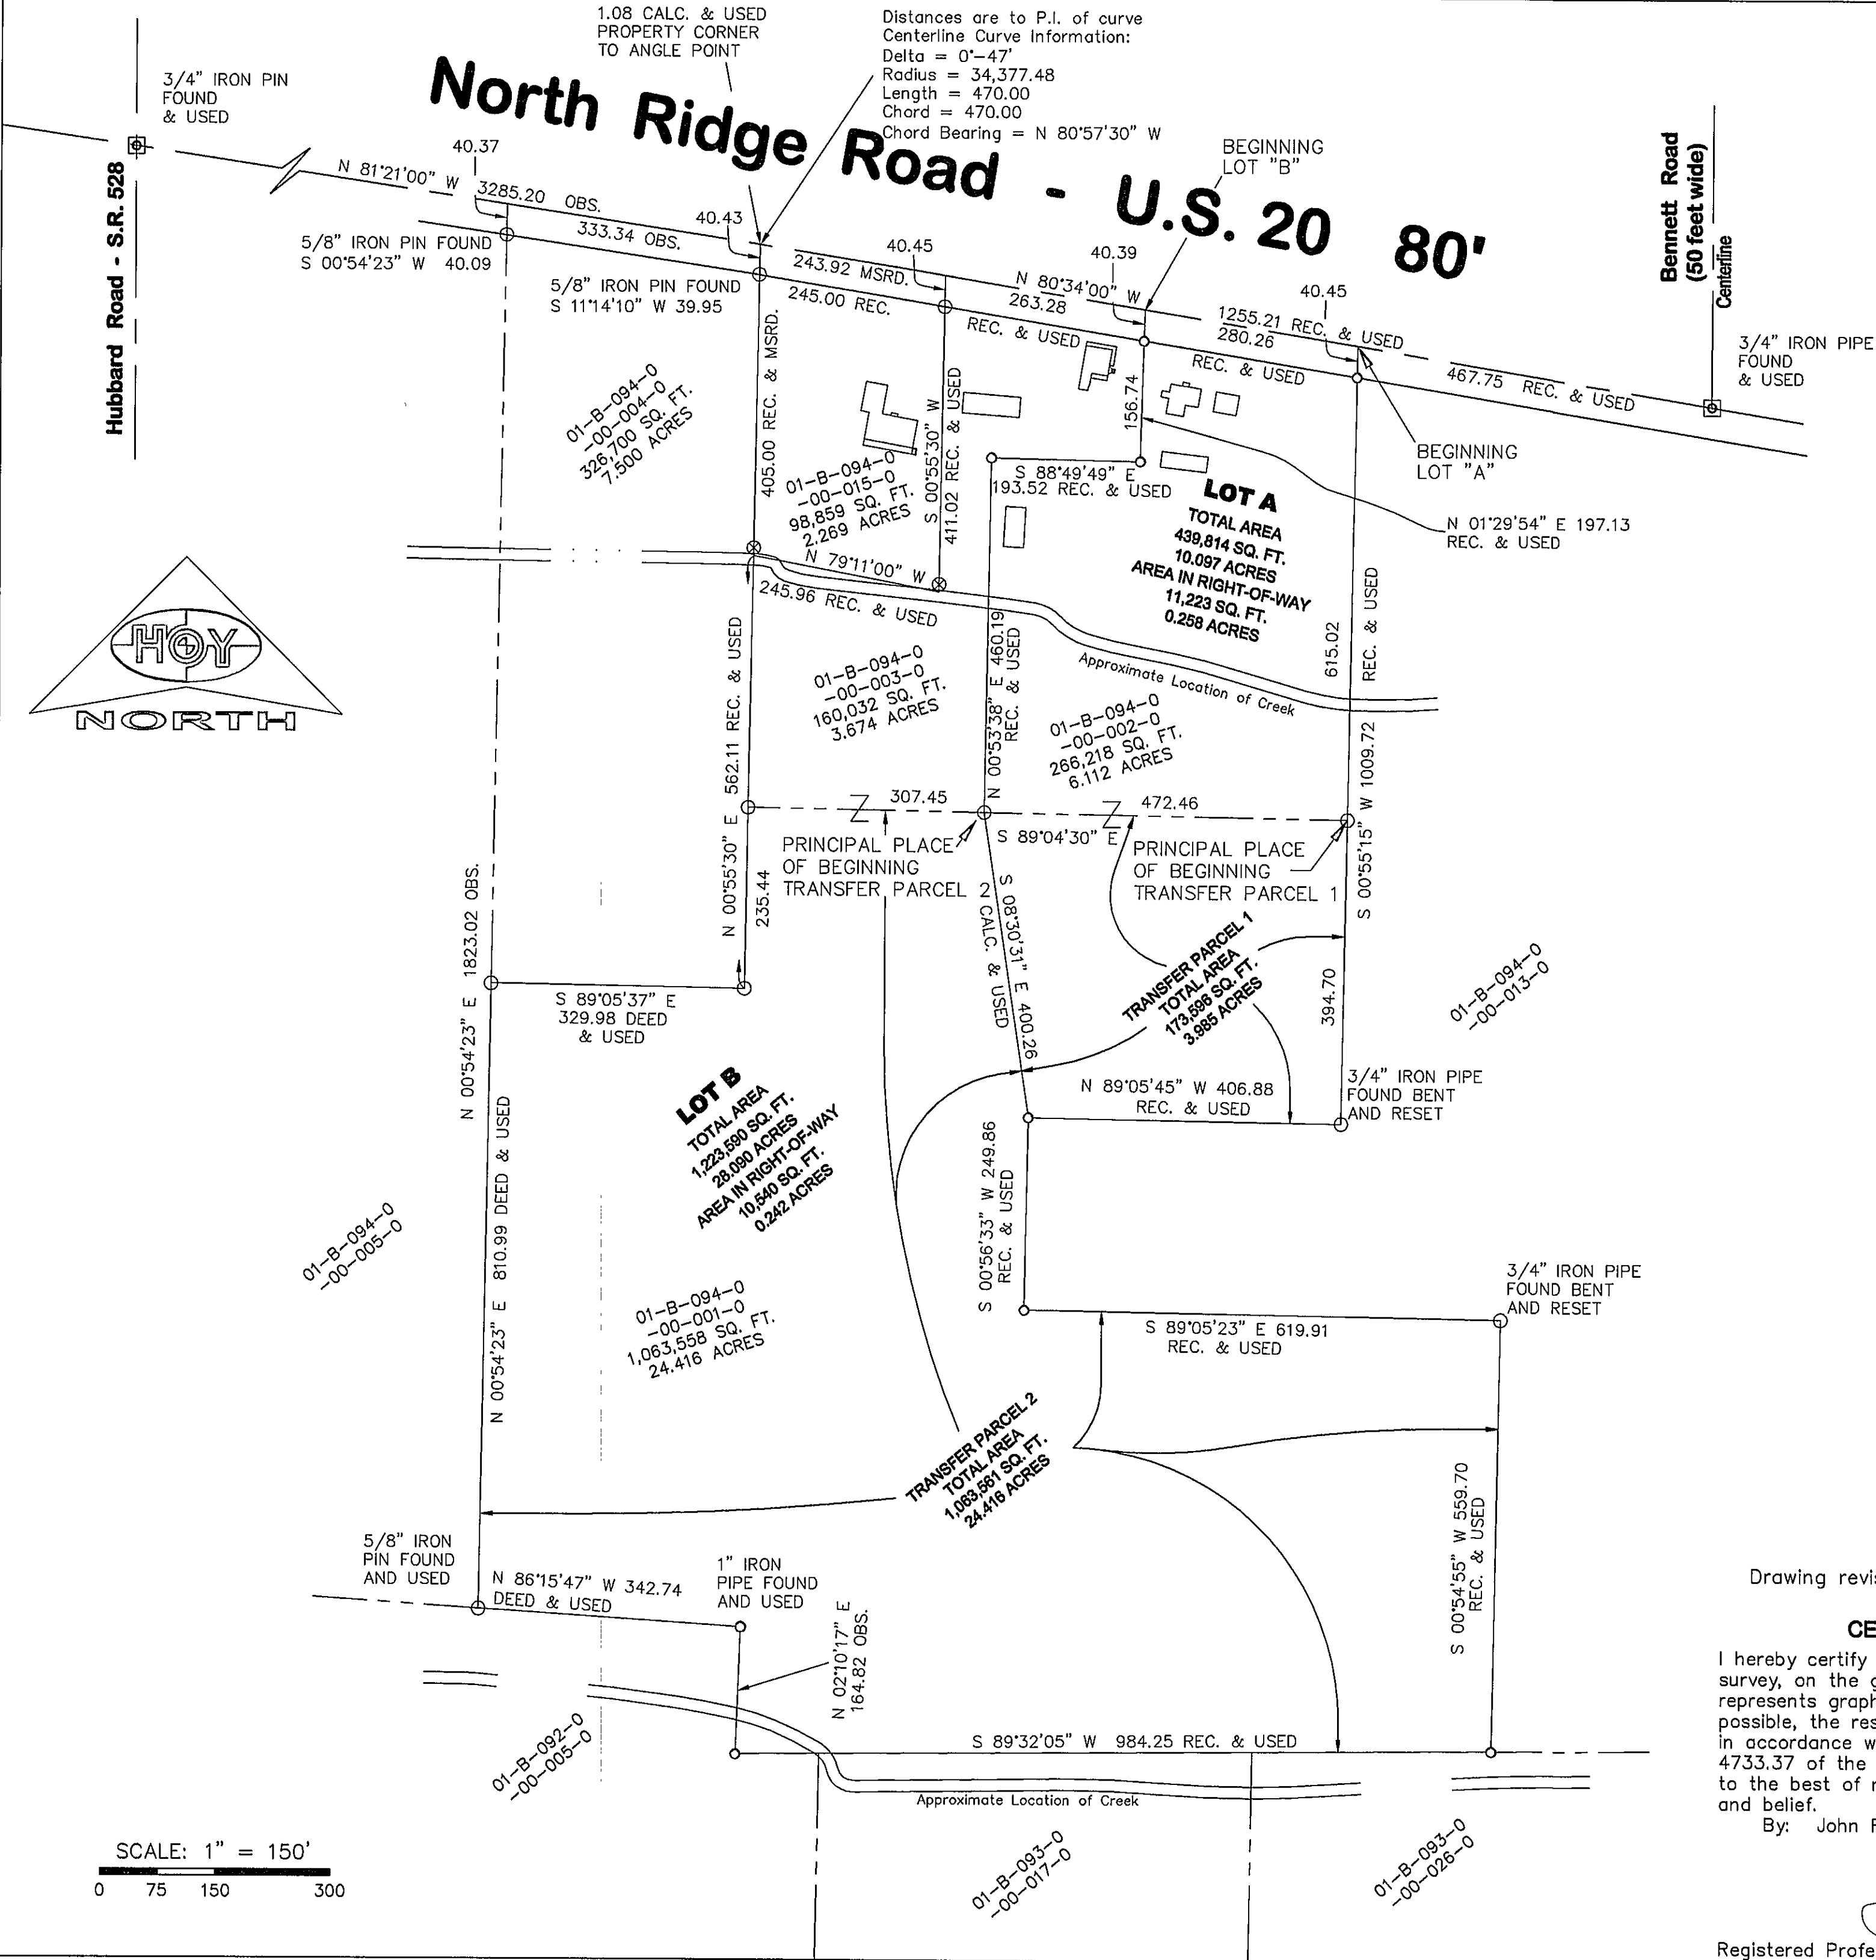 1.08 CALC. & USED
PROPERTY CORNER
TO ANGLE POINT
Distances are to P.I. of curve
Centerline Curve Information:
Delta = 0°-47'
Radius = 34,377.48
Length = 470.00
Chord = 470.00
Chord Bearing = N 80°57'30" W
3/4" IRON PIN
FOUND
& USED
North Ridge Road - U.S. 20 80'
Hubbard Road - S.R. 528
Bennett Road
(50 feet wide)
Centerline
BEGINNING
LOT "B"
40.37
N 81°21'00" W
3285.20 OBS.
333.34 OBS.
40.43
5/8" IRON PIN FOUND
S 00°54'23" W 40.09
5/8" IRON PIN FOUND
S 11°14'10" W 39.95
243.92 MSRD.
245.00 REC.
40.45
N 80°34'00" W
263.28
REC. & USED
40.39
40.45
1255.21 REC. & USED
280.26
REC. & USED
467.75 REC. & USED
3/4" IRON PIPE
FOUND
& USED
BEGINNING
LOT "A"
01-B-094-0
-00-004-0
326,700 SQ. FT.
7.500 ACRES
405.00 REC. & MSRD.
01-B-094-0
-00-015-0
98,859 SQ. FT.
2.269 ACRES
S 00°55'30" W
411.02 REC. & USED
156.74
S 88°49'49" E
193.52 REC. & USED
LOT A
TOTAL AREA
439,814 SQ. FT.
10.097 ACRES
AREA IN RIGHT-OF-WAY
11,223 SQ. FT.
0.258 ACRES
N 01°29'54" E 197.13
REC. & USED
N 79°11'00" W
245.96 REC. & USED
HOY
NORTH
01-B-094-0
-00-003-0
160,032 SQ. FT.
3.674 ACRES
N 00°53'38" E 460.19
REC. & USED
Approximate Location of Creek
01-B-094-0
-00-002-0
266,218 SQ. FT.
6.112 ACRES
615.02
REC. & USED
S 00°55'15" W 1009.72
N 00°55'30" E 562.11 REC. & USED
235.44
307.45
472.46
S 89°04'30" E
PRINCIPAL PLACE
OF BEGINNING
TRANSFER PARCEL 2
PRINCIPAL PLACE
OF BEGINNING
TRANSFER PARCEL 1
S 08°30'31" E 400.26
CALC. & USED
TRANSFER PARCEL 1
TOTAL AREA
173,596 SQ. FT.
3.985 ACRES
394.70
01-B-094-0
-00-013-0
N 00°54'23" E 1823.02 OBS.
S 89°05'37" E
329.98 DEED
& USED
N 89°05'45" W 406.88
REC. & USED
3/4" IRON PIPE
FOUND BENT
AND RESET
LOT B
TOTAL AREA
1,223,590 SQ. FT.
28.090 ACRES
AREA IN RIGHT-OF-WAY
10,540 SQ. FT.
0.242 ACRES
S 00°56'33" W 249.86
REC. & USED
N 00°54'23" E 810.99 DEED & USED
01-B-094-0
-00-005-0
01-B-094-0
-00-001-0
1,063,558 SQ. FT.
24.416 ACRES
S 89°05'23" E 619.91
REC. & USED
3/4" IRON PIPE
FOUND BENT
AND RESET
TRANSFER PARCEL 2
TOTAL AREA
1,063,561 SQ. FT.
24.416 ACRES
S 00°54'55" W 559.70
REC. & USED
5/8" IRON
PIN FOUND
AND USED
N 86°15'47" W 342.74
DEED & USED
1" IRON
PIPE FOUND
AND USED
N 02°10'17" E
164.82 OBS.
S 89°32'05" W 984.25 REC. & USED
01-B-092-0
-00-005-0
Approximate Location of Creek
01-B-093-0
-00-017-0
01-B-093-0
-00-026-0
SCALE: 1" = 150'
0 75 150 300
Drawing revis
CE
I hereby certify
survey, on the g
represents graph
possible, the res
in accordance w
4733.37 of the
to the best of
and belief.
By: John
Registered Profe